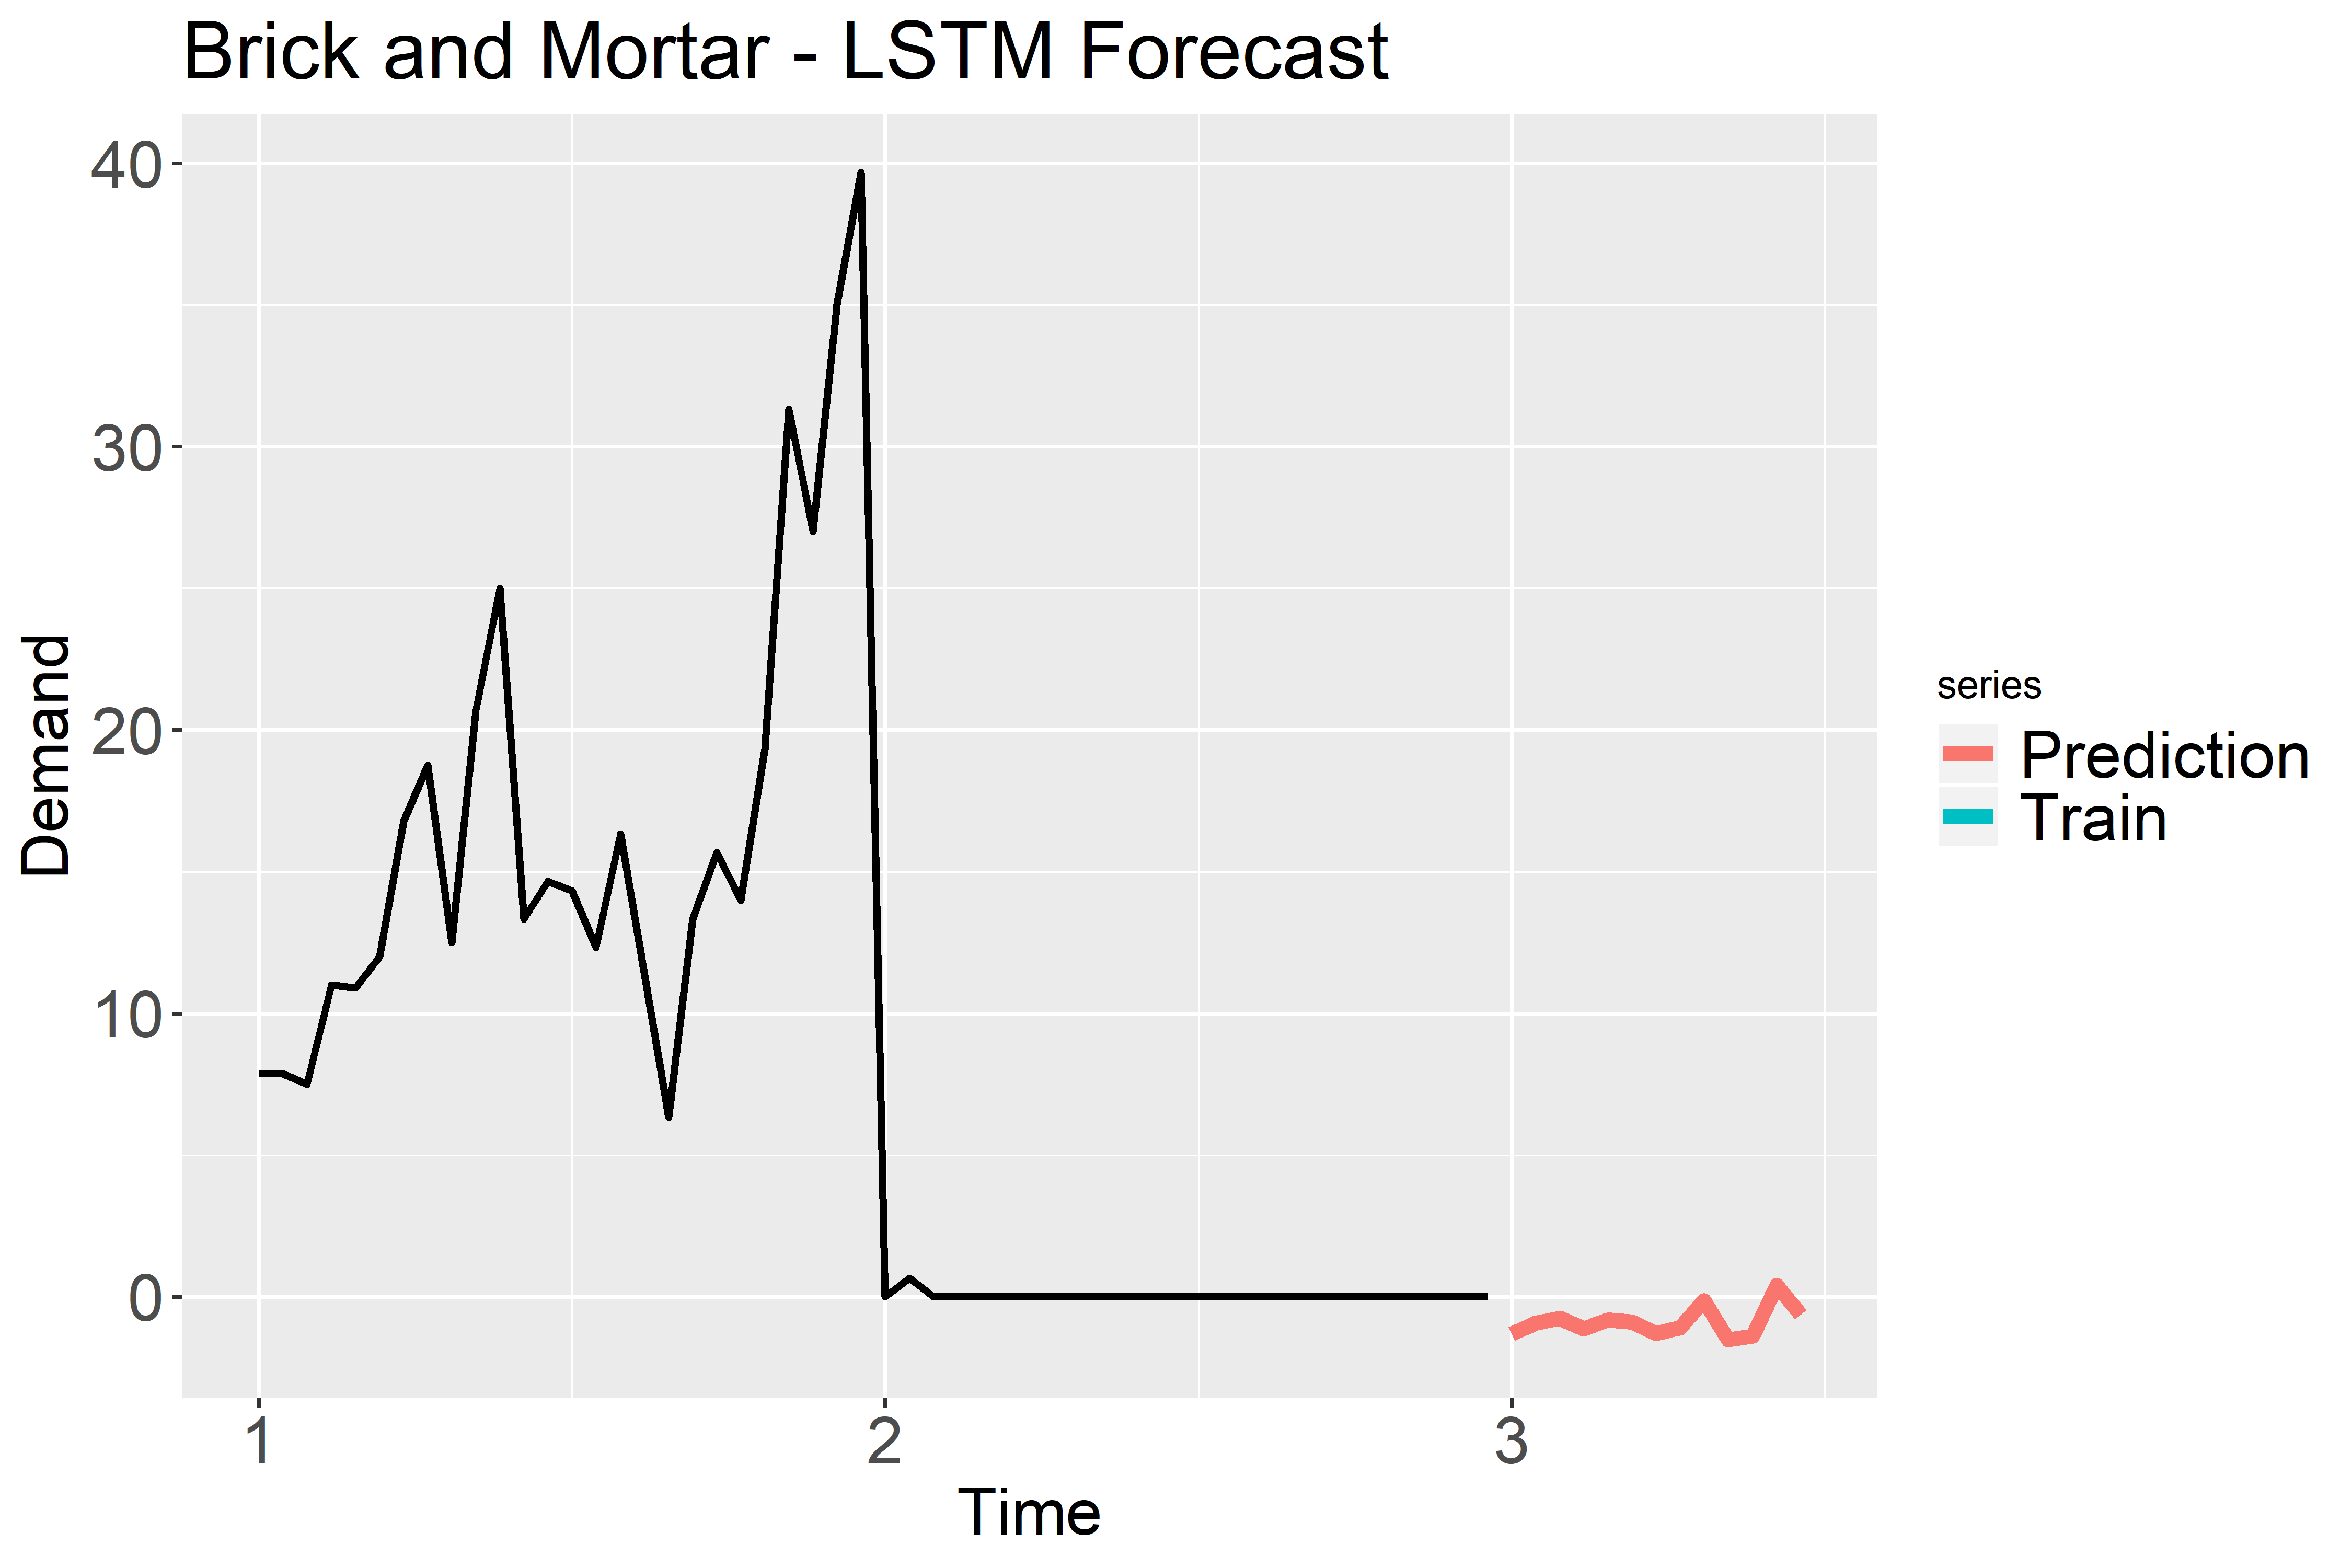 Brick and Mortar - LSTM Forecast
40
30
20
10
0
Demand
1
2
3
Time
series
Prediction
Train